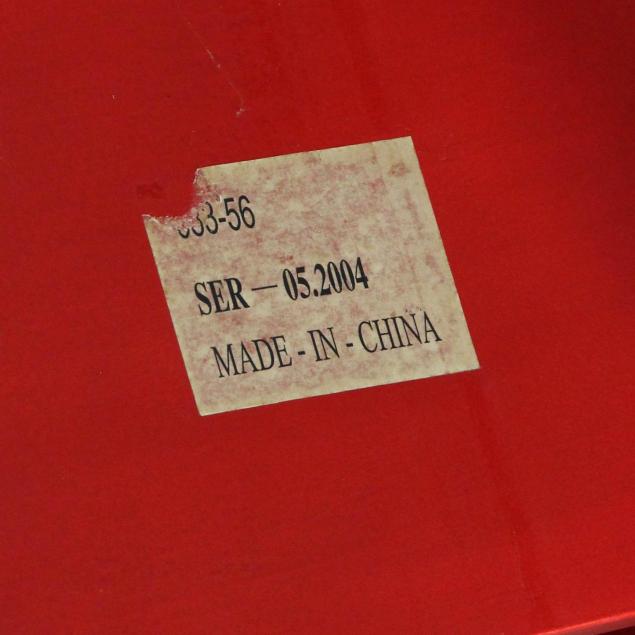 33-56
SER — 05.2004
MADE - IN - CHINA